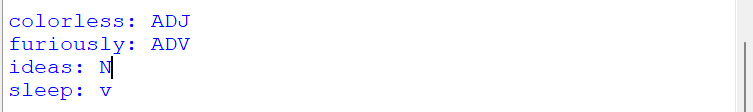 colorless: ADJ
furiously: ADV
ideas: N
sleep: v